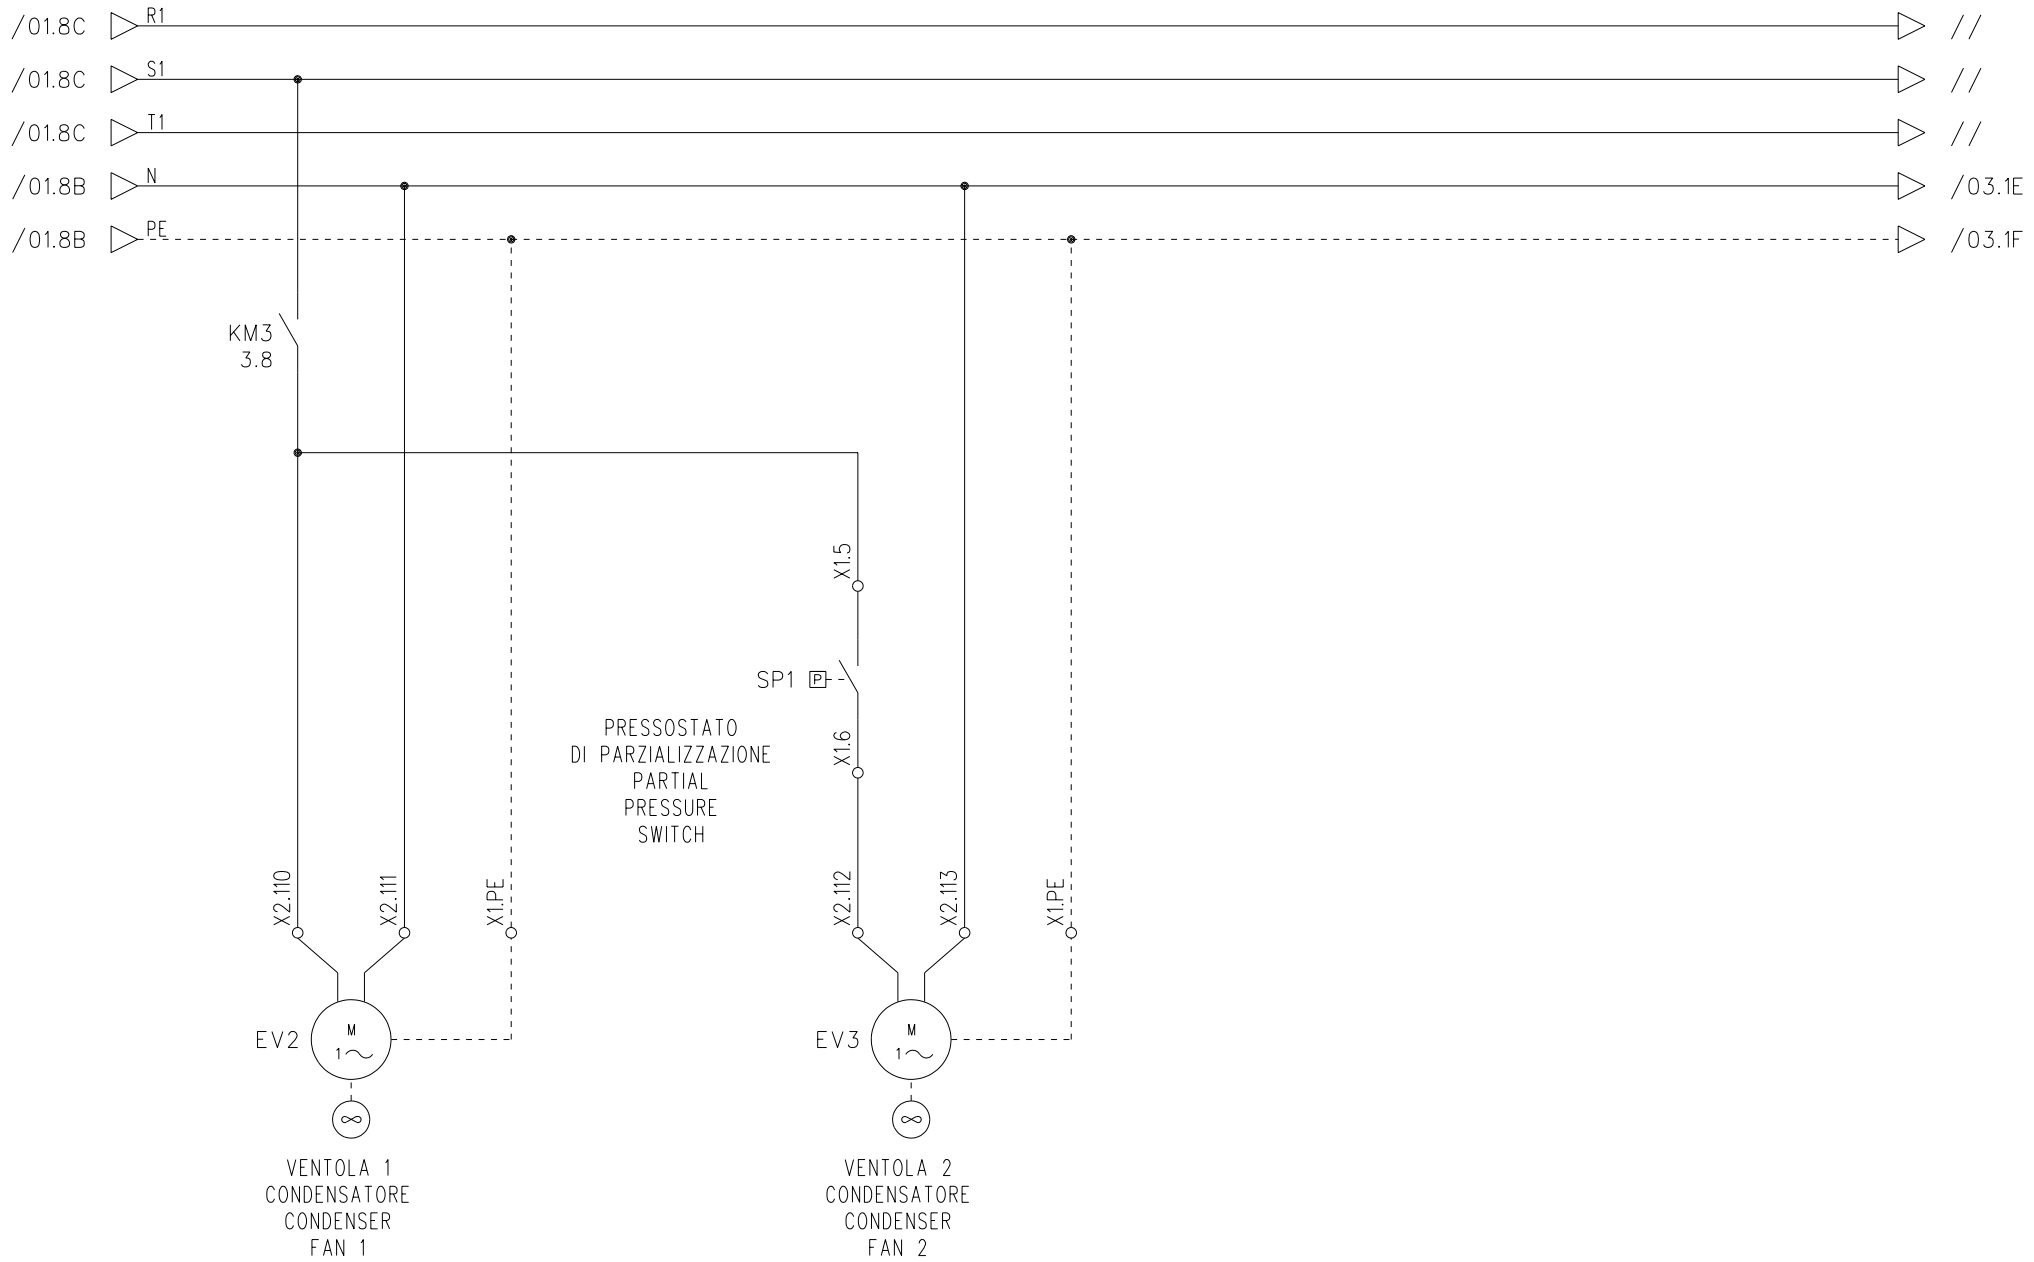 /01.8C R1 //
/01.8C S1 //
/01.8C T1 //
/01.8B N /03.1E
/01.8B PE /03.1F
KM3
3.8
X1.5
SP1 P
PRESSOSTATO
DI PARZIALIZZAZIONE
PARTIAL
PRESSURE
SWITCH
X1.6
X2.110
X2.111
X1.PE
X2.112
X2.113
X1.PE
EV2
M
1~
EV3
M
1~
VENTOLA 1
CONDENSATORE
CONDENSER
FAN 1
VENTOLA 2
CONDENSATORE
CONDENSER
FAN 2